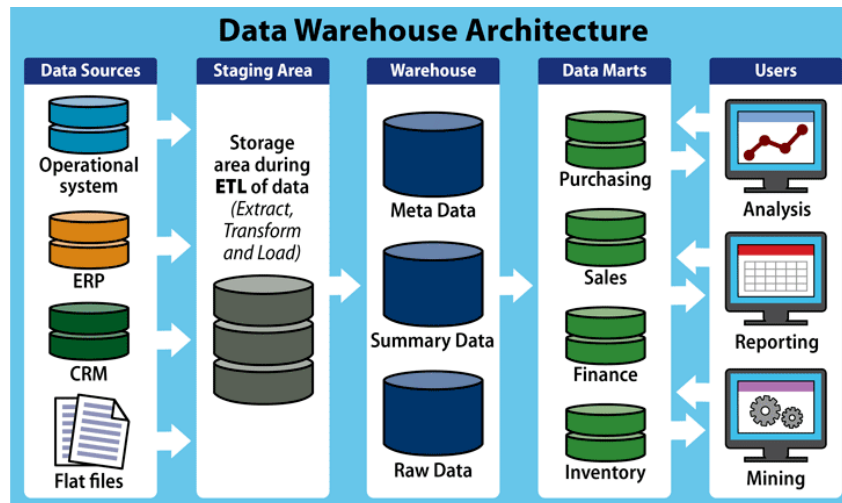 Data Warehouse Architecture
Data Sources
Operational
system
ERP
CRM
Flat files
Staging Area
Storage
area during
ETL of data
(Extract,
Transform
and Load)
Warehouse
Meta Data
Summary Data
Raw Data
Data Marts
Purchasing
Sales
Finance
Inventory
Users
Analysis
Reporting
Mining